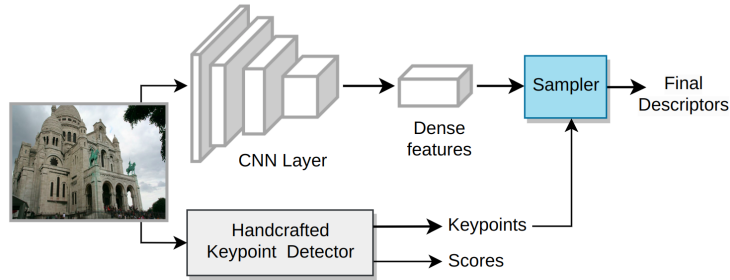 CNN Layer
Dense
features
Sampler
Final
Descriptors
Handcrafted
Keypoint Detector
Keypoints
Scores